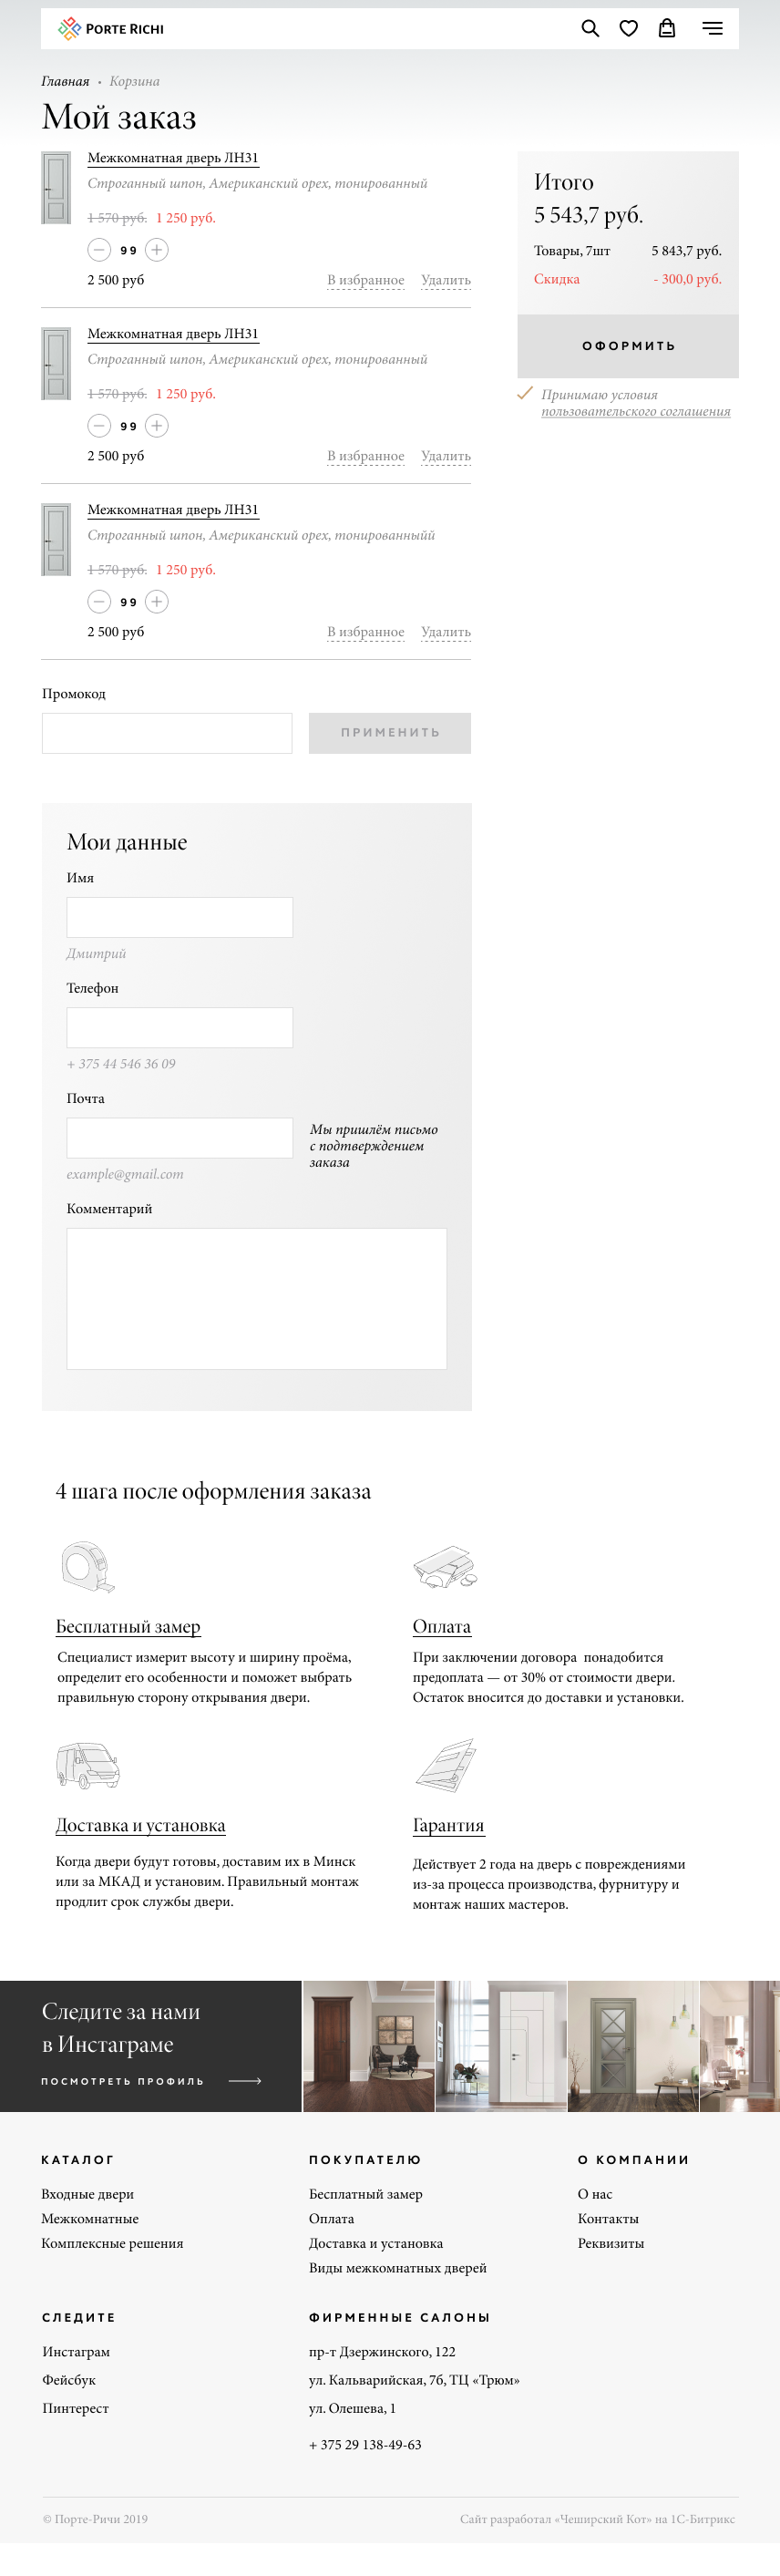 PORTE RICHI
Главная • Корзина
Мой заказ
Межкомнатная дверь ЛН31
Строганный шпон, Американский орех, тонированный
1 570 руб. 1 250 руб.
99
2 500 руб В избранное Удалить
Межкомнатная дверь ЛН31
Строганный шпон, Американский орех, тонированный
1 570 руб. 1 250 руб.
99
2 500 руб В избранное Удалить
Межкомнатная дверь ЛН31
Строганный шпон, Американский орех, тонированныйй
1 570 руб. 1 250 руб.
99
2 500 руб В избранное Удалить
Итого
5 543,7 руб.
Товары, 7шт 5 843,7 руб.
Скидка - 300,0 руб.
ОФОРМИТЬ
Принимаю условия
пользовательского соглашения
Промокод
ПРИМЕНИТЬ
Мои данные
Имя
Дмитрий
Телефон
+ 375 44 546 36 09
Почта
Мы пришлём письмо
с подтверждением
заказа
example@gmail.com
Комментарий
4 шага после оформления заказа
Бесплатный замер
Специалист измерит высоту и ширину проёма,
определит его особенности и поможет выбрать
правильную сторону открывания двери.
Оплата
При заключении договора  понадобится
предоплата — от 30% от стоимости двери.
Остаток вносится до доставки и установки.
Доставка и установка
Когда двери будут готовы, доставим их в Минск
или за МКАД и установим. Правильный монтаж
продлит срок службы двери.
Гарантия
Действует 2 года на дверь с повреждениями
из-за процесса производства, фурнитуру и
монтаж наших мастеров.
Следите за нами
в Инстаграме
ПОСМОТРЕТЬ ПРОФИЛЬ
КАТАЛОГ
Входные двери
Межкомнатные
Комплексные решения
ПОКУПАТЕЛЮ
Бесплатный замер
Оплата
Доставка и установка
Виды межкомнатных дверей
О КОМПАНИИ
О нас
Контакты
Реквизиты
СЛЕДИТЕ
Инстаграм
Фейсбук
Пинтерест
ФИРМЕННЫЕ САЛОНЫ
пр-т Дзержинского, 122
ул. Кальварийская, 7б, ТЦ «Трюм»
ул. Олешева, 1
+ 375 29 138-49-63
© Порте-Ричи 2019
Сайт разработал «Чеширский Кот» на 1С-Битрикс